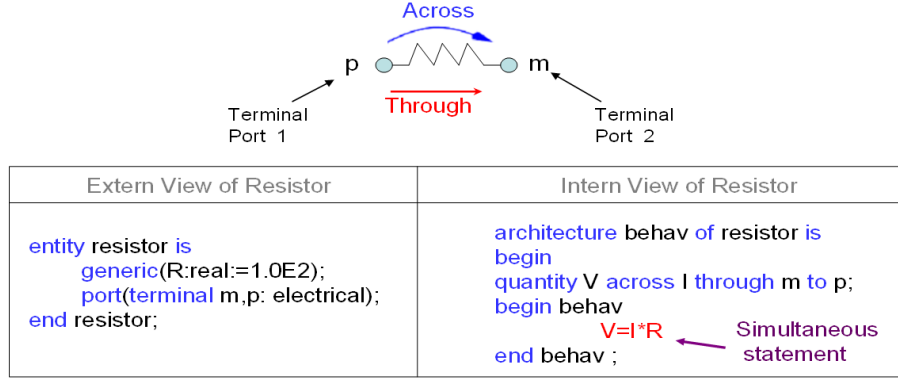 Across
p
m
Through
Terminal
Port 1
Terminal
Port 2
Extern View of Resistor
Intern View of Resistor
entity resistor is
generic(R:real:=1.0E2);
port(terminal m,p: electrical);
end resistor;
architecture behav of resistor is
begin
quantity V across I through m to p;
begin behav
V=I*R
end behav ;
Simultaneous
statement